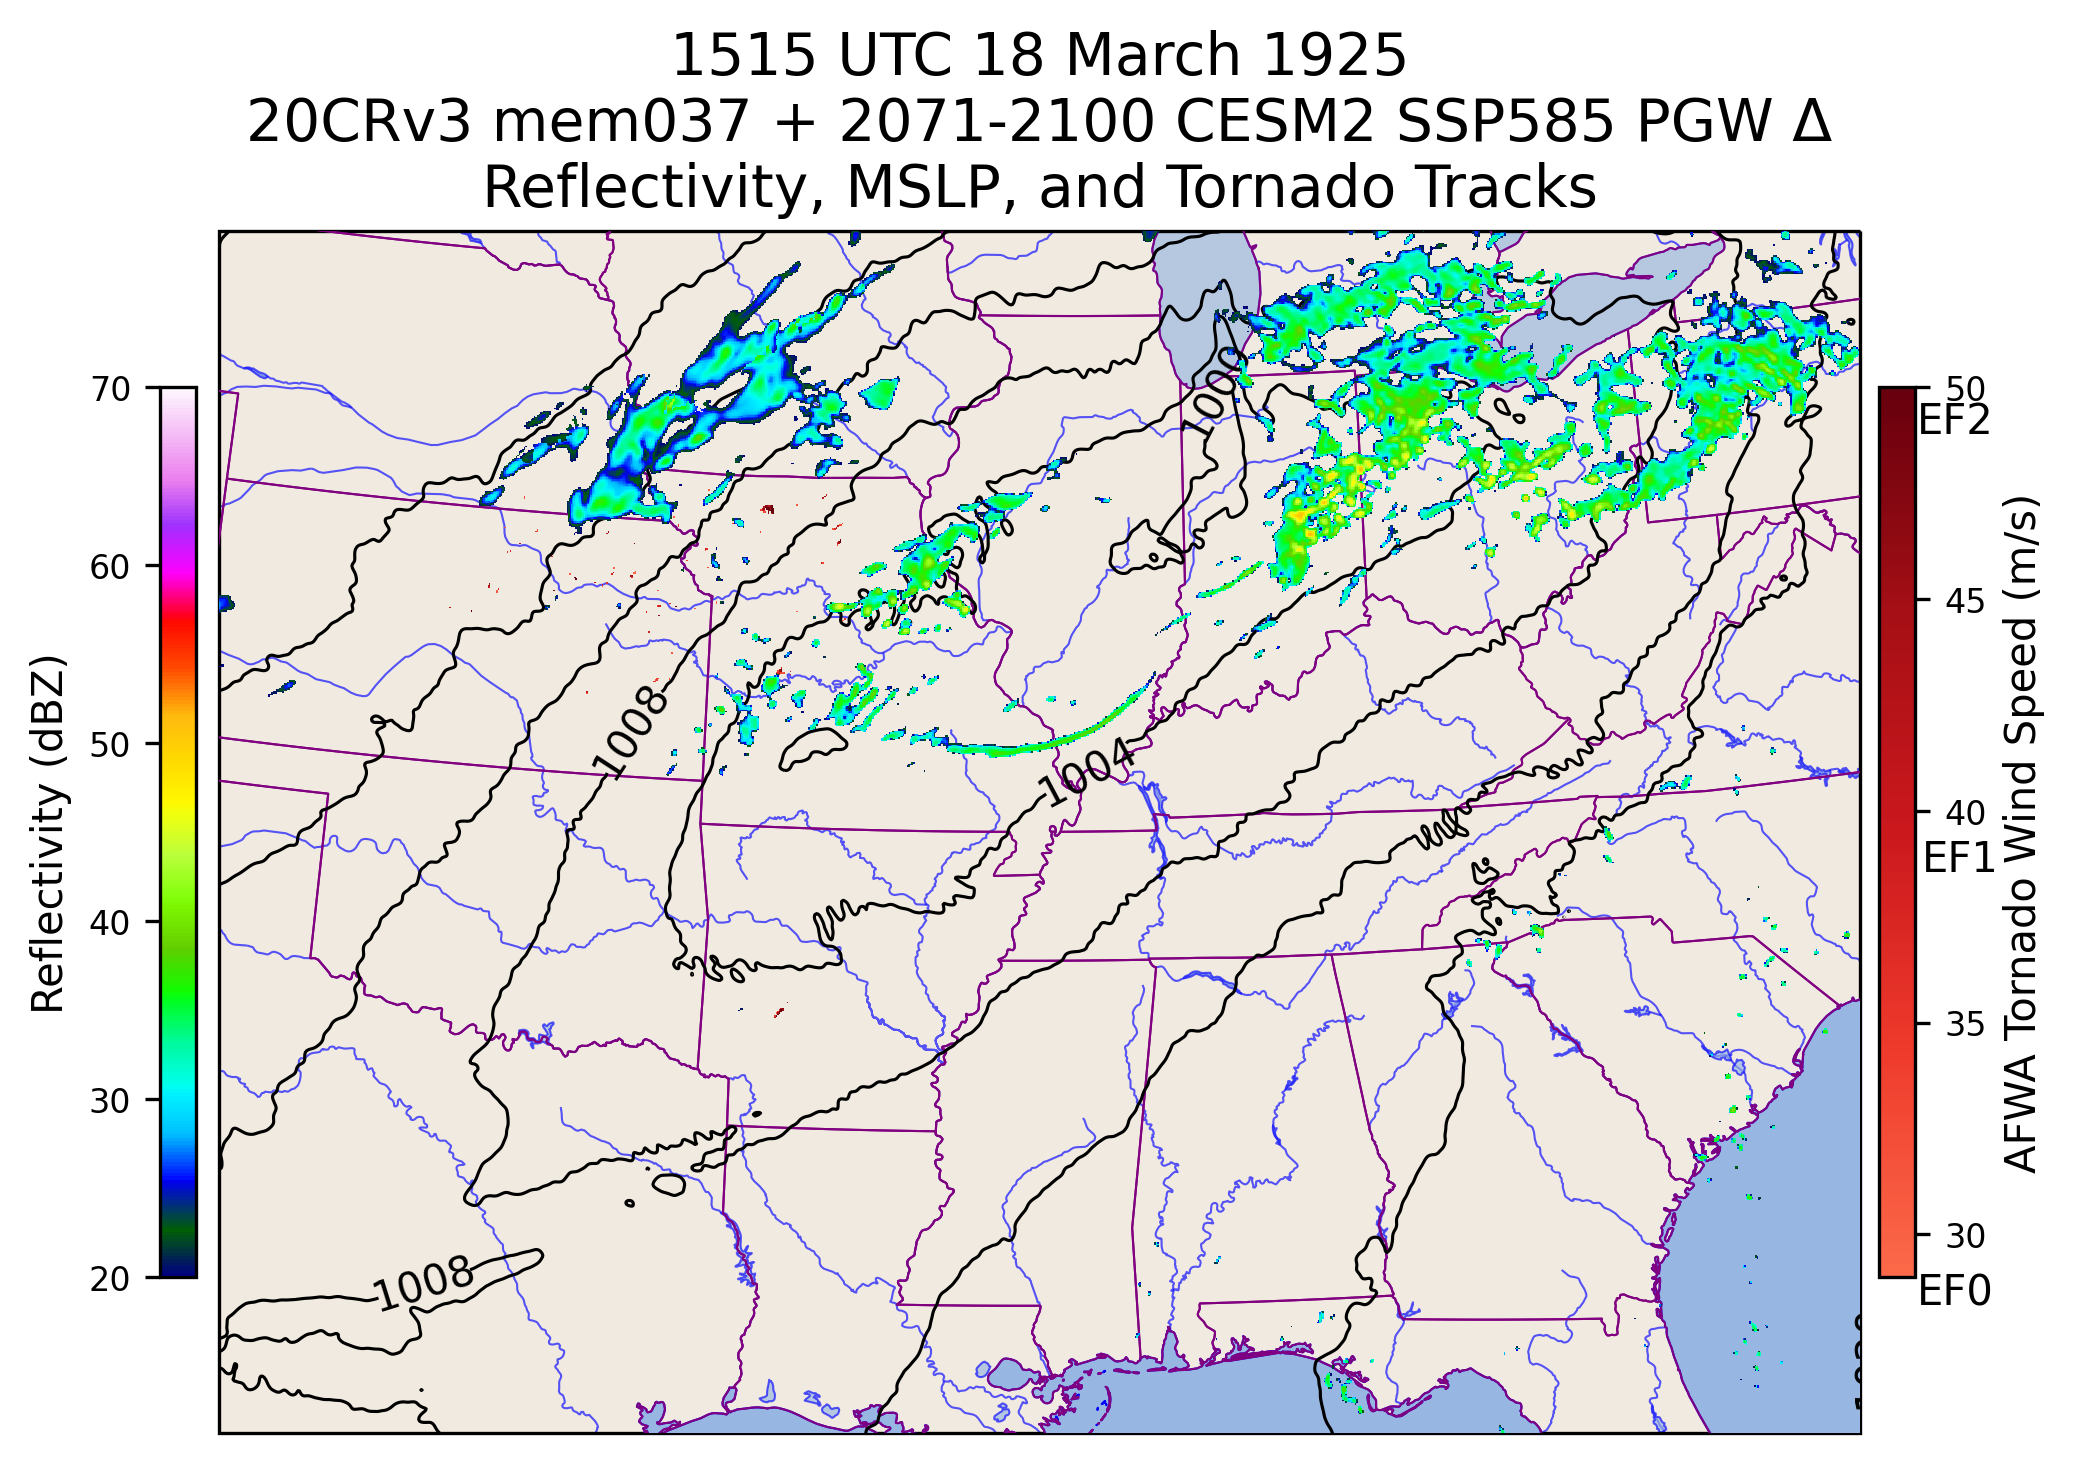 1515 UTC 18 March 1925
20CRv3 mem037 + 2071-2100 CESM2 SSP585 PGW Δ
Reflectivity, MSLP, and Tornado Tracks
70
60
50
40
30
20
Reflectivity (dBZ)
1000
1008
1004
1008
50
EF2
45
40
EF1
35
30
EF0
AFWA Tornado Wind Speed (m/s)